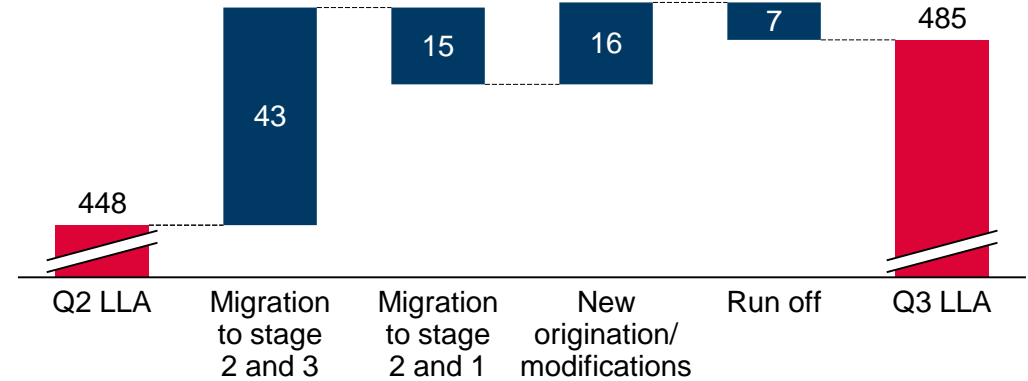 448
43
15
16
7
485
Q2 LLA
Migration
to stage
2 and 3
Migration
to stage
2 and 1
New
origination/
modifications
Run off
Q3 LLA